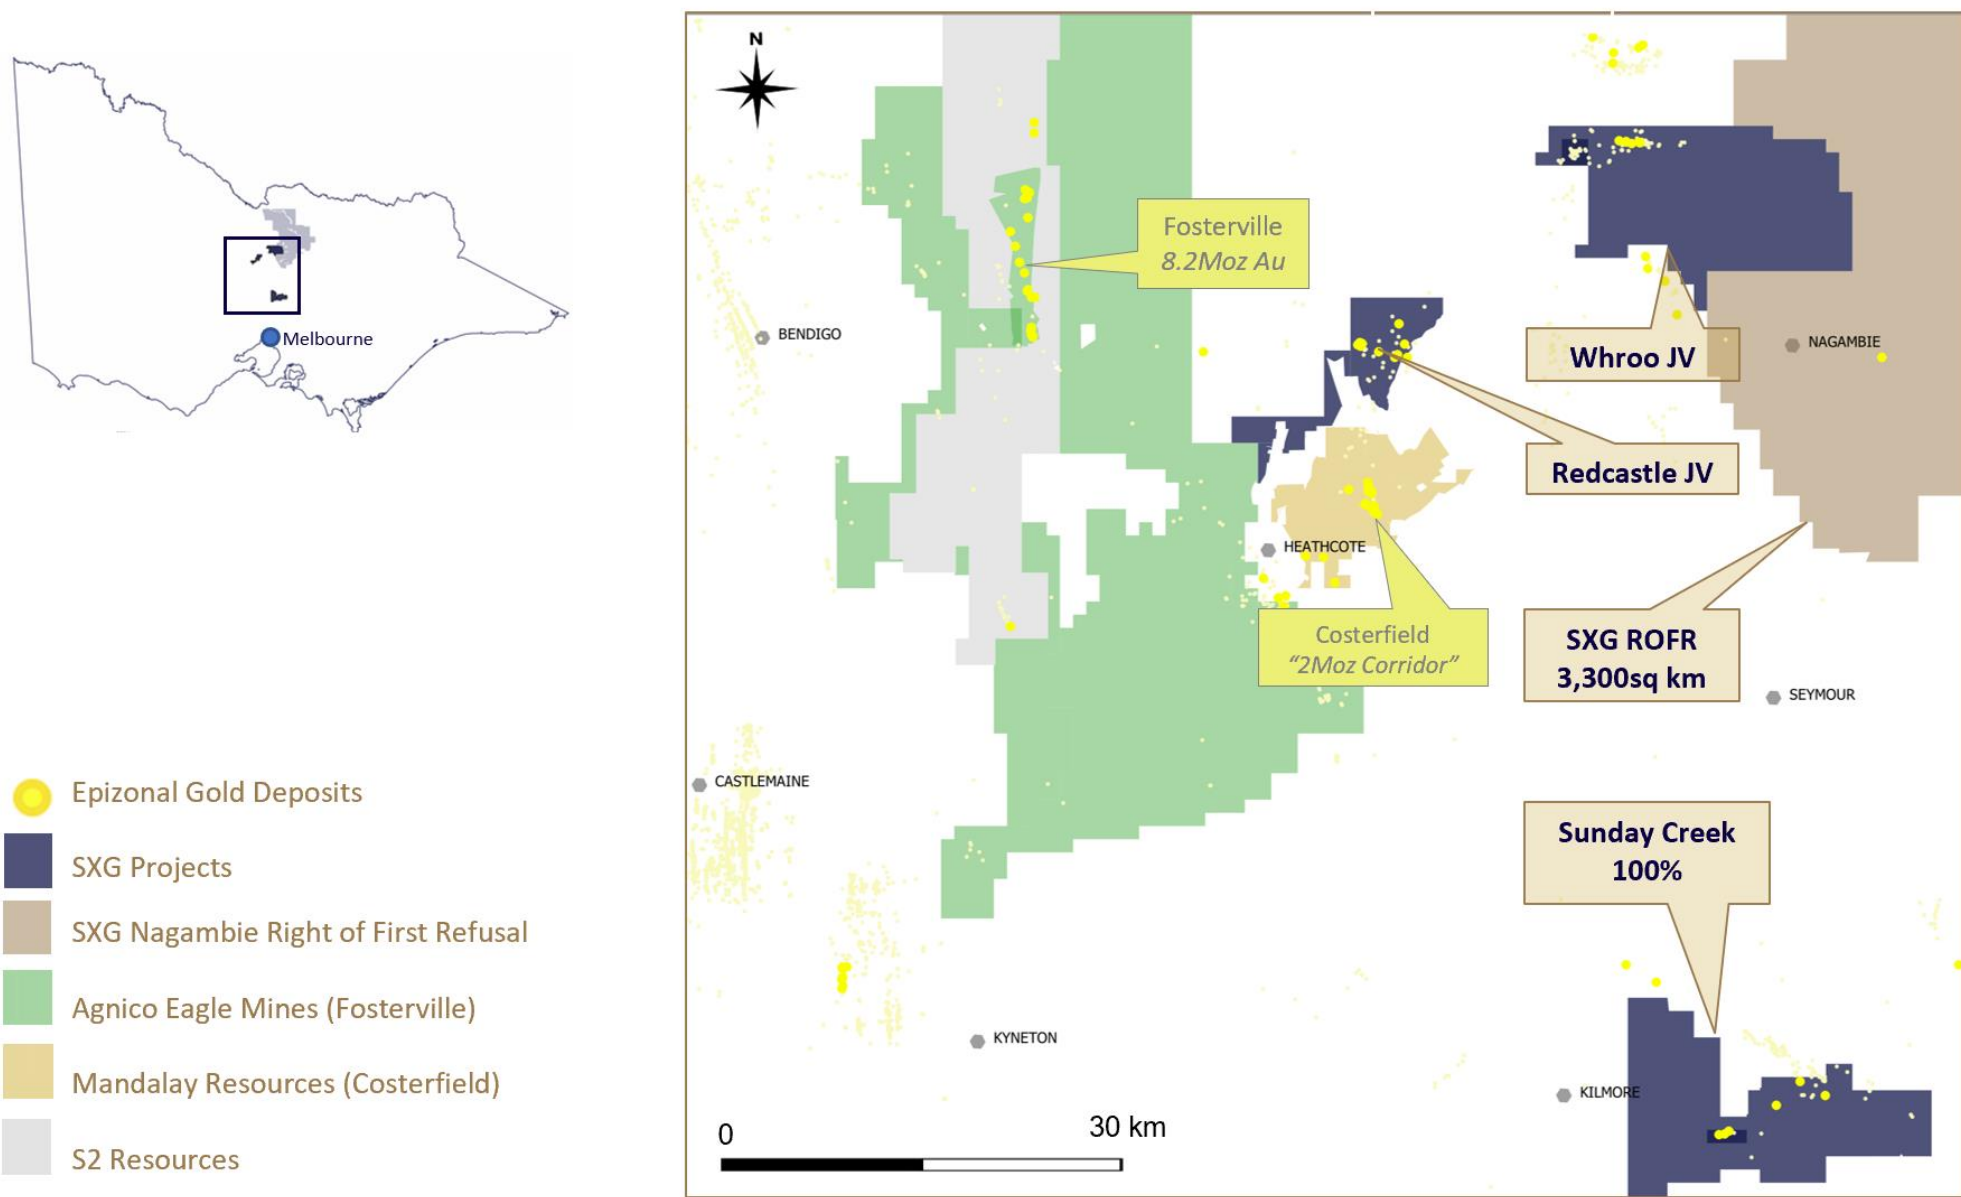 Melbourne
Epizonal Gold Deposits
SXG Projects
SXG Nagambie Right of First Refusal
Agnico Eagle Mines (Fosterville)
Mandalay Resources (Costerfield)
S2 Resources
N
Fosterville
8.2Moz Au
BENDIGO
Whroo JV
NAGAMBIE
Redcastle JV
HEATHCOTE
Costerfield
“2Moz Corridor”
SXG ROFR
3,300sq km
SEYMOUR
CASTLEMAINE
Sunday Creek
100%
KYNETON
KILMORE
0
30 km